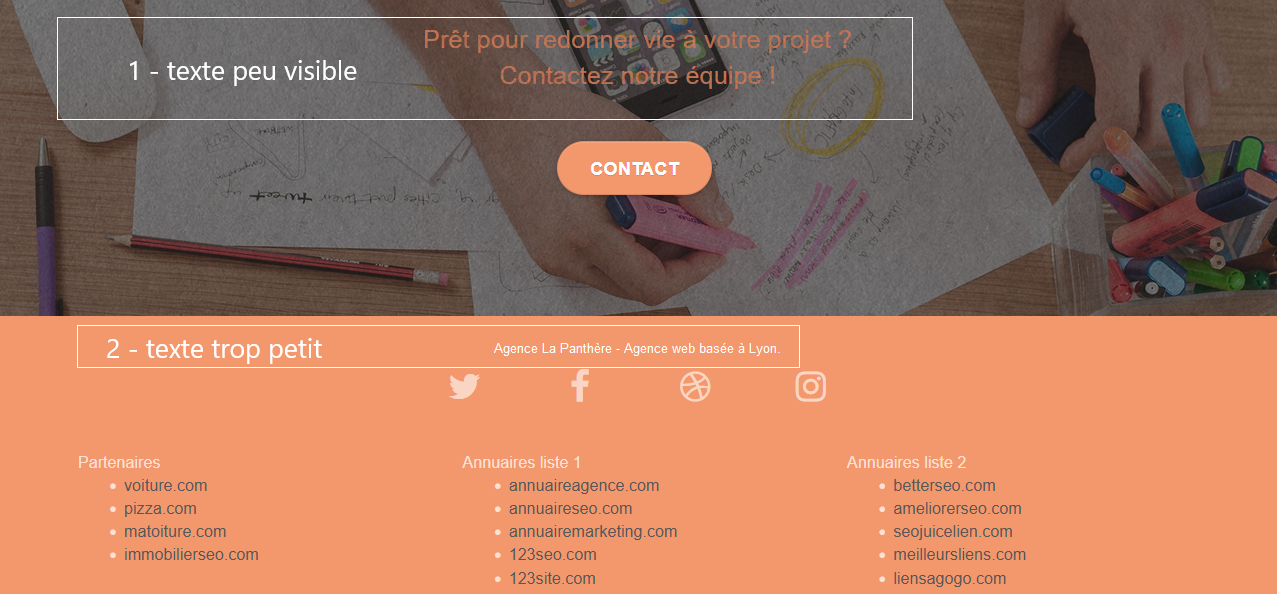 Prêt pour redonner vie à votre projet ?
1 - texte peu visible
Contactez notre équipe !
CONTACT
tweet
2 - texte trop petit
Agence La Panthère - Agence web basée à Lyon.
Partenaires
voiture.com
pizza.com
matoiture.com
immobilierseo.com
Annuaires liste 1
annuaireagence.com
annuaireseo.com
annuairemarketing.com
123seo.com
123site.com
Annuaires liste 2
betterseo.com
ameliorerseo.com
seojuicelien.com
meilleursliens.com
liensagogo.com